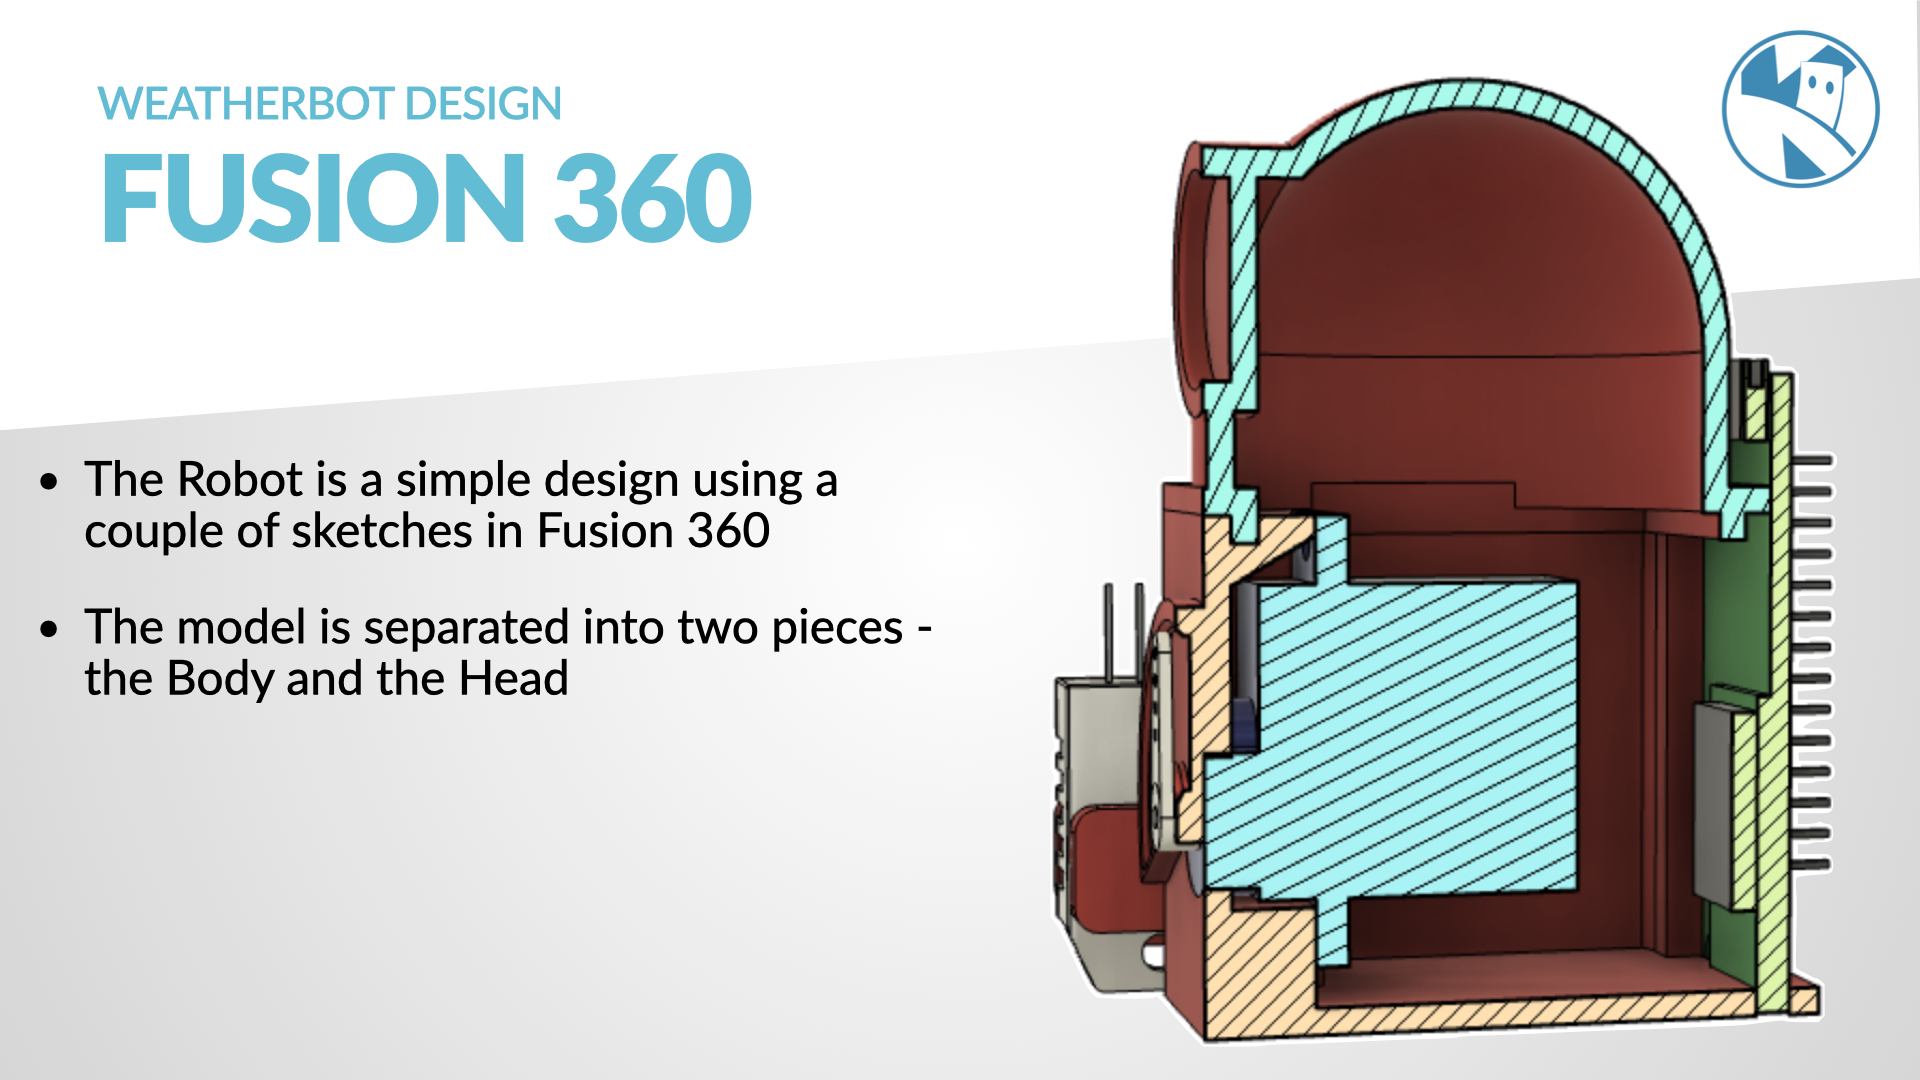 WEATHERBOT DESIGN
FUSION 360
• The Robot is a simple design using a
couple of sketches in Fusion 360
• The model is separated into two pieces -
the Body and the Head